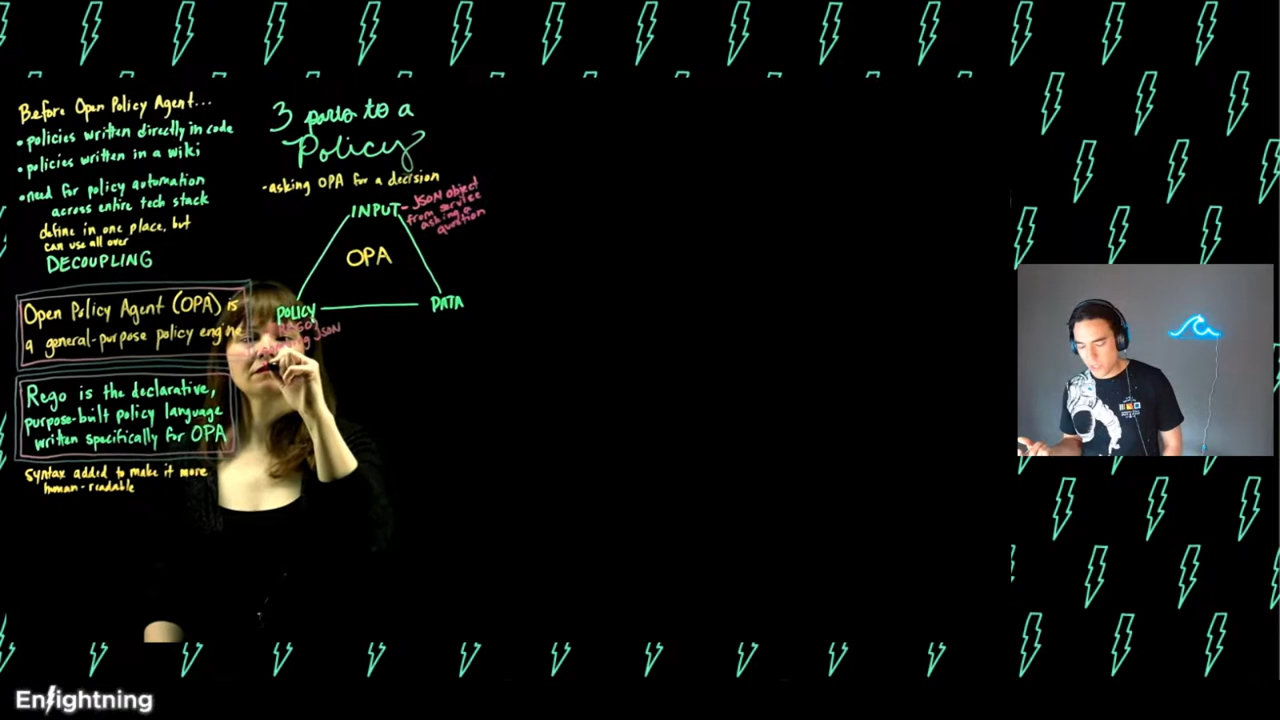 Before Open Policy Agent...
• policies written directly in code
• policies written in a wiki
• need for policy automation
across entire tech stack
define in one place, but
can use all over
DECOUPLING
Open Policy Agent (OPA) is
a general-purpose policy engine
Rego is the declarative,
purpose-built policy language
written specifically for OPA
Syntax added to make it more
human-readable
3 parts to a
Policy
- asking OPA for a decision
INPUT - JSON object
from service
asking a
question
OPA
POLICY
DATA
REGO
JSON
Enlightning